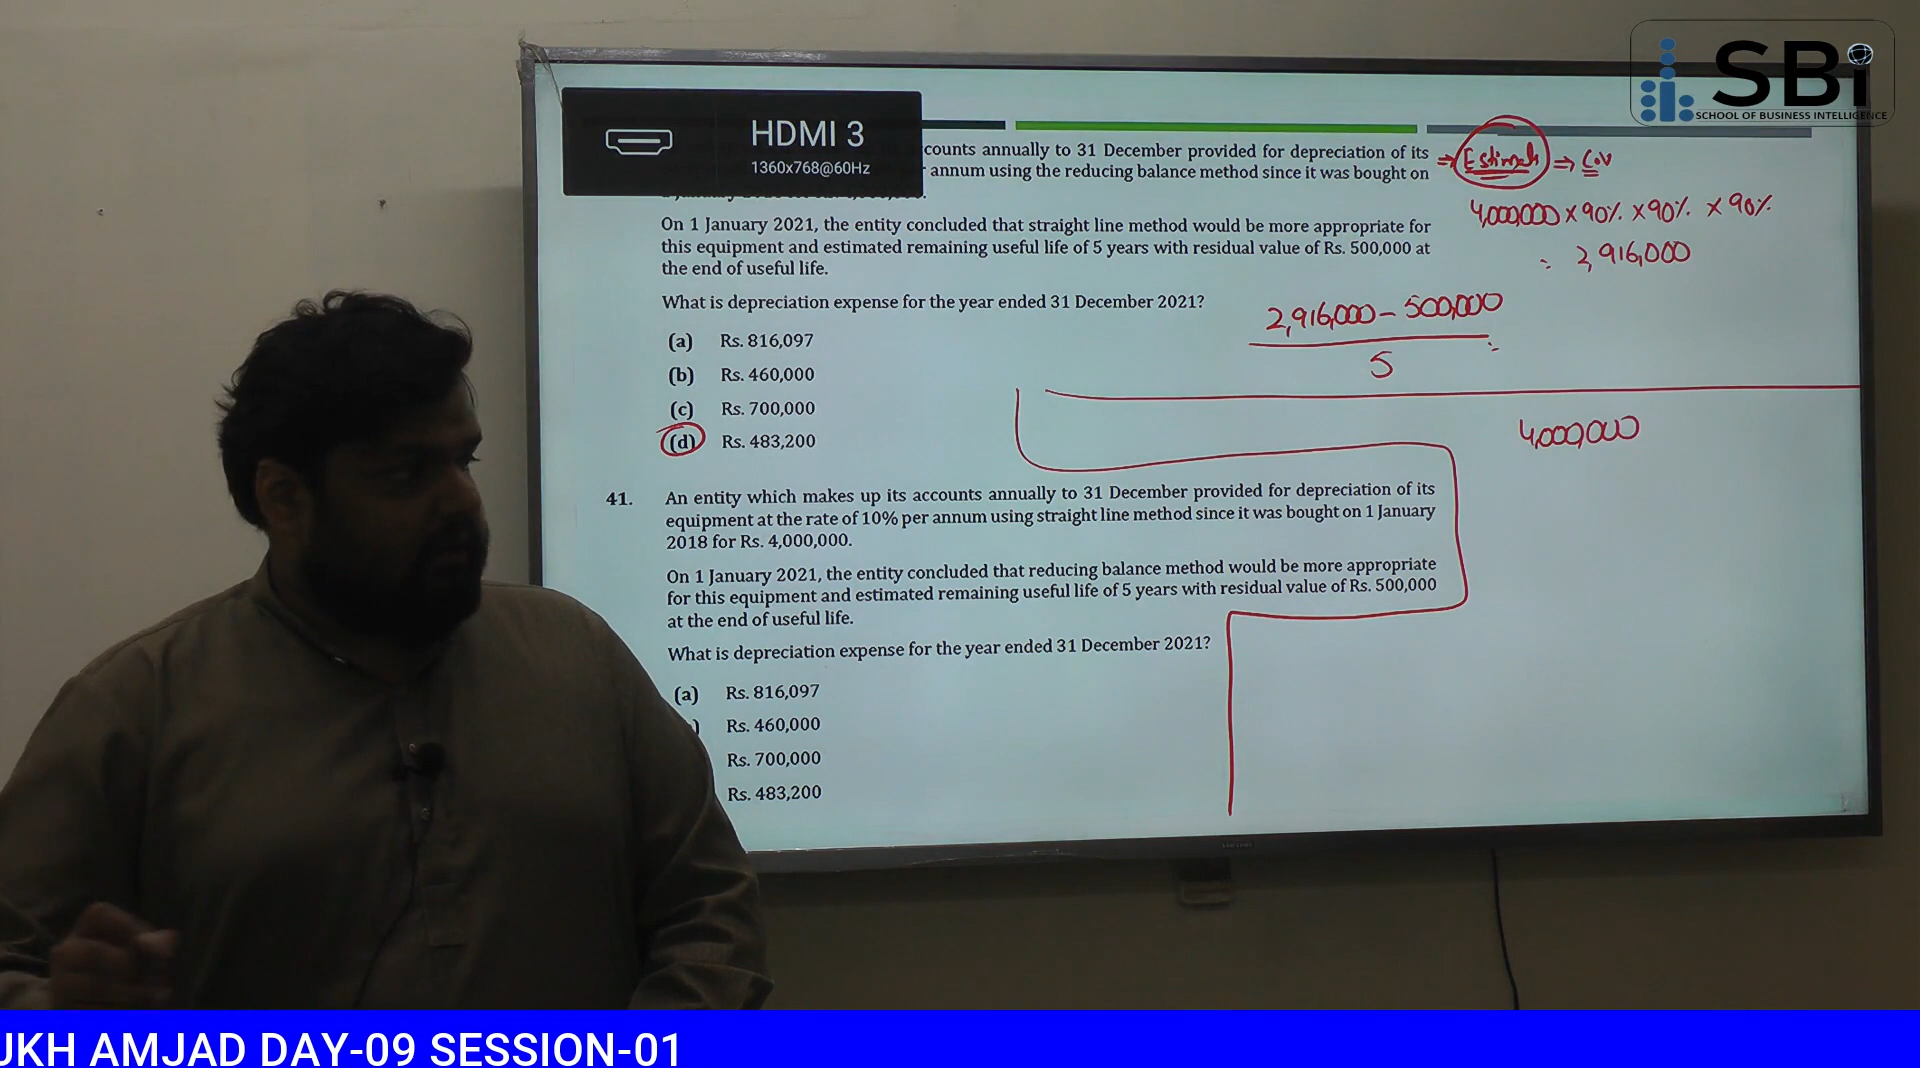 SBi
SCHOOL OF BUSINESS INTELLIGENCE
HDMI 3
1360x768@60Hz
counts annually to 31 December provided for depreciation of its
annum using the reducing balance method since it was bought on
⇒ Estimate ⇒ COV
4,000,000 x 90% x 90% x 90%
= 2,916,000
On 1 January 2021, the entity concluded that straight line method would be more appropriate for
this equipment and estimated remaining useful life of 5 years with residual value of Rs. 500,000 at
the end of useful life.
What is depreciation expense for the year ended 31 December 2021?
2,916,000 - 500,000 =
5
(a) Rs. 816,097
(b) Rs. 460,000
(c) Rs. 700,000
(d) Rs. 483,200
4,000,000
41. An entity which makes up its accounts annually to 31 December provided for depreciation of its
equipment at the rate of 10% per annum using straight line method since it was bought on 1 January
2018 for Rs. 4,000,000.
On 1 January 2021, the entity concluded that reducing balance method would be more appropriate
for this equipment and estimated remaining useful life of 5 years with residual value of Rs. 500,000
at the end of useful life.
What is depreciation expense for the year ended 31 December 2021?
(a) Rs. 816,097
) Rs. 460,000
Rs. 700,000
Rs. 483,200
SAMSUNG
UKH AMJAD DAY-09 SESSION-01